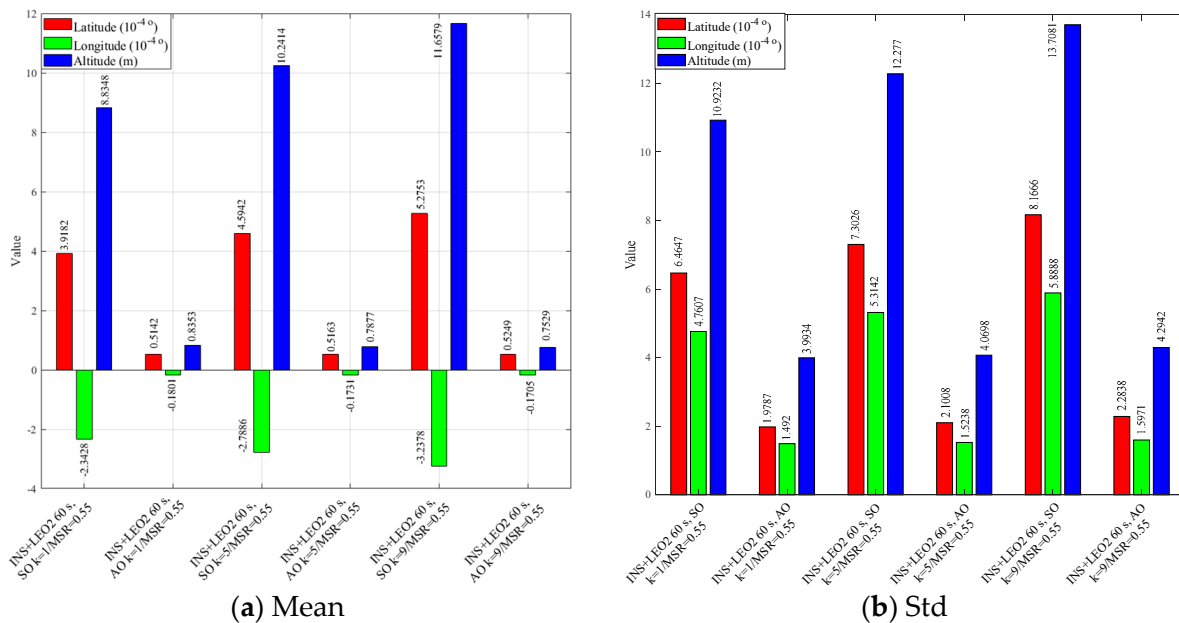 12
10
8
6
4
2
0
-2
-4
Value
Latitude (10⁻⁴ °)
Longitude (10⁻⁴ °)
Altitude (m)
3.9182
-2.3428
8.8348
0.5142
-0.1801
0.8353
4.5942
-2.7886
10.2414
0.5163
-0.1731
0.7877
5.2753
-3.2378
11.6579
0.5249
-0.1705
0.7529
INS+LEO2 60 s,
SO k=1/MSR=0.55
INS+LEO2 60 s,
AO k=1/MSR=0.55
INS+LEO2 60 s,
SO k=5/MSR=0.55
INS+LEO2 60 s,
AO k=5/MSR=0.55
INS+LEO2 60 s,
SO k=9/MSR=0.55
INS+LEO2 60 s,
AO k=9/MSR=0.55
(a) Mean
14
12
10
8
6
4
2
0
Value
Latitude (10⁻⁴ °)
Longitude (10⁻⁴ °)
Altitude (m)
6.4647
4.7607
10.9232
1.9787
1.492
3.9934
7.3026
5.3142
12.277
2.1008
1.5238
4.0698
8.1666
5.8888
13.7081
2.2838
1.5971
4.2942
INS+LEO2 60 s, SO
k=1/MSR=0.55
INS+LEO2 60 s, AO
k=1/MSR=0.55
INS+LEO2 60 s, SO
k=5/MSR=0.55
INS+LEO2 60 s, AO
k=5/MSR=0.55
INS+LEO2 60 s, SO
k=9/MSR=0.55
INS+LEO2 60 s, AO
k=9/MSR=0.55
(b) Std